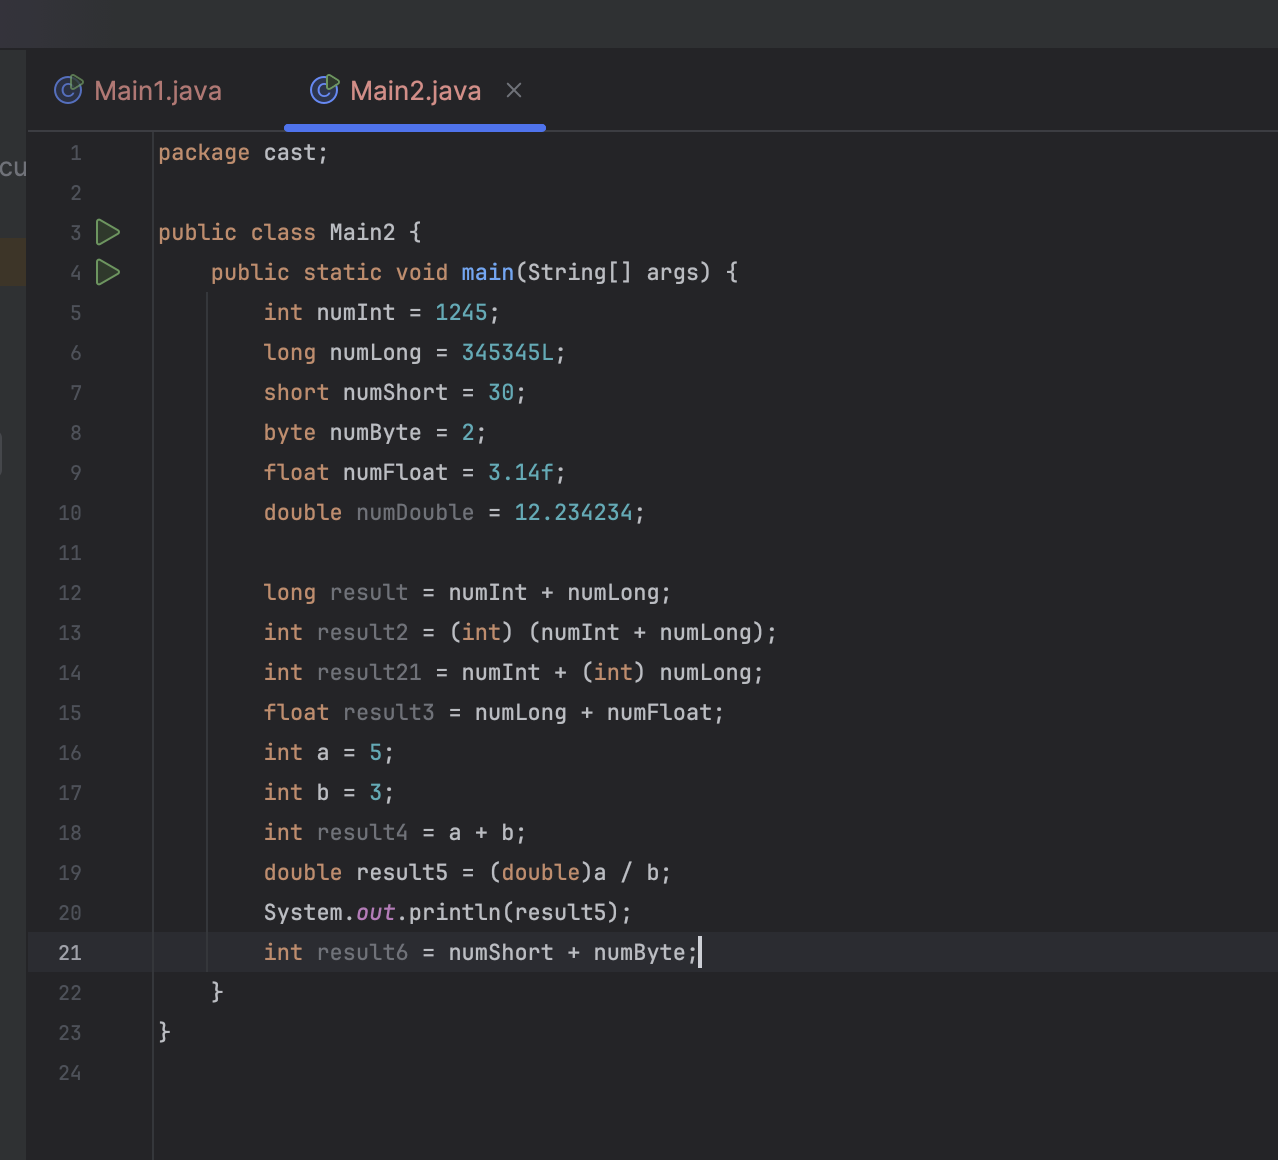 Main1.java Main2.java
cu
1 package cast;
2
3 public class Main2 {
4     public static void main(String[] args) {
5         int numInt = 1245;
6         long numLong = 345345L;
7         short numShort = 30;
8         byte numByte = 2;
9         float numFloat = 3.14f;
10         double numDouble = 12.234234;
11
12         long result = numInt + numLong;
13         int result2 = (int) (numInt + numLong);
14         int result21 = numInt + (int) numLong;
15         float result3 = numLong + numFloat;
16         int a = 5;
17         int b = 3;
18         int result4 = a + b;
19         double result5 = (double)a / b;
20         System.out.println(result5);
21         int result6 = numShort + numByte;
22     }
23 }
24